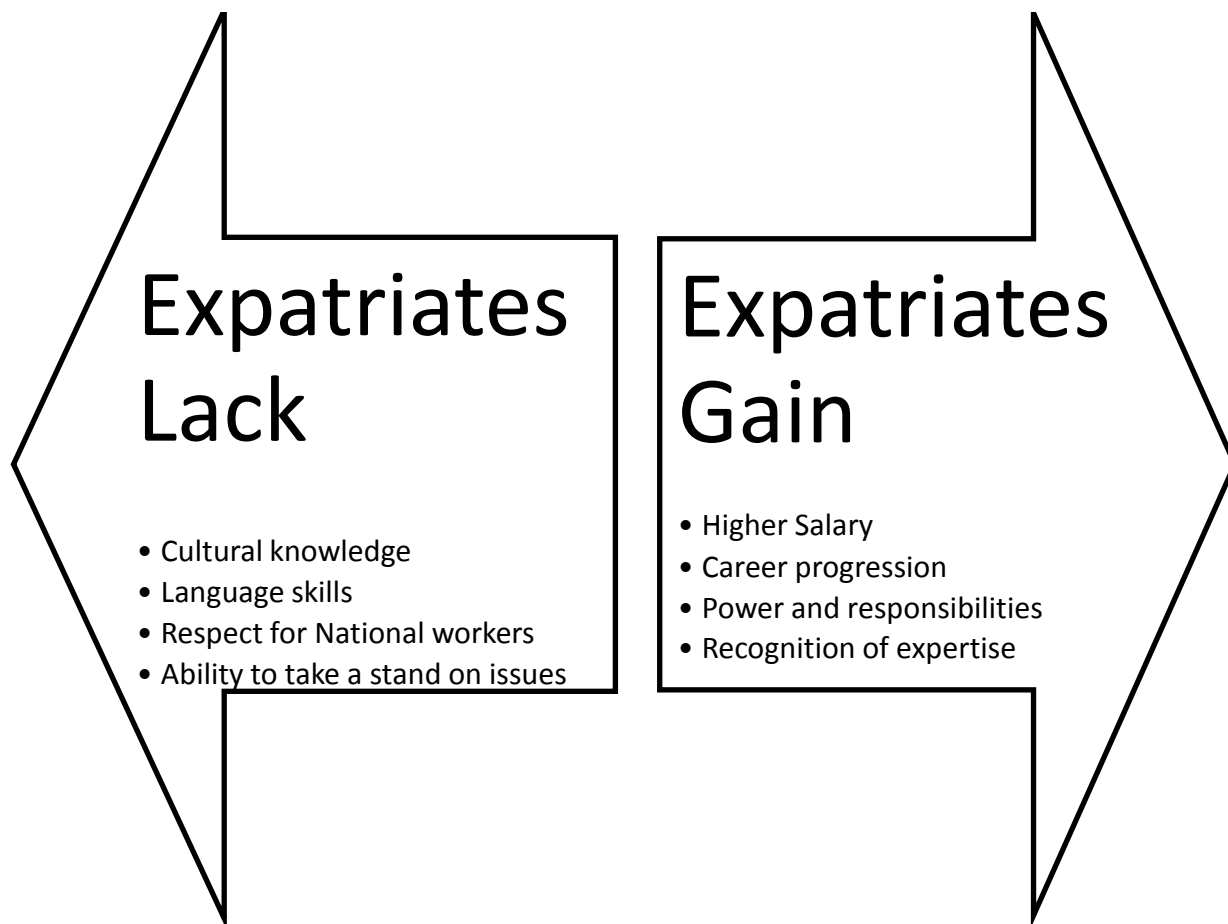 Expatriates
Lack
• Cultural knowledge
• Language skills
• Respect for National workers
• Ability to take a stand on issues
Expatriates
Gain
• Higher Salary
• Career progression
• Power and responsibilities
• Recognition of expertise